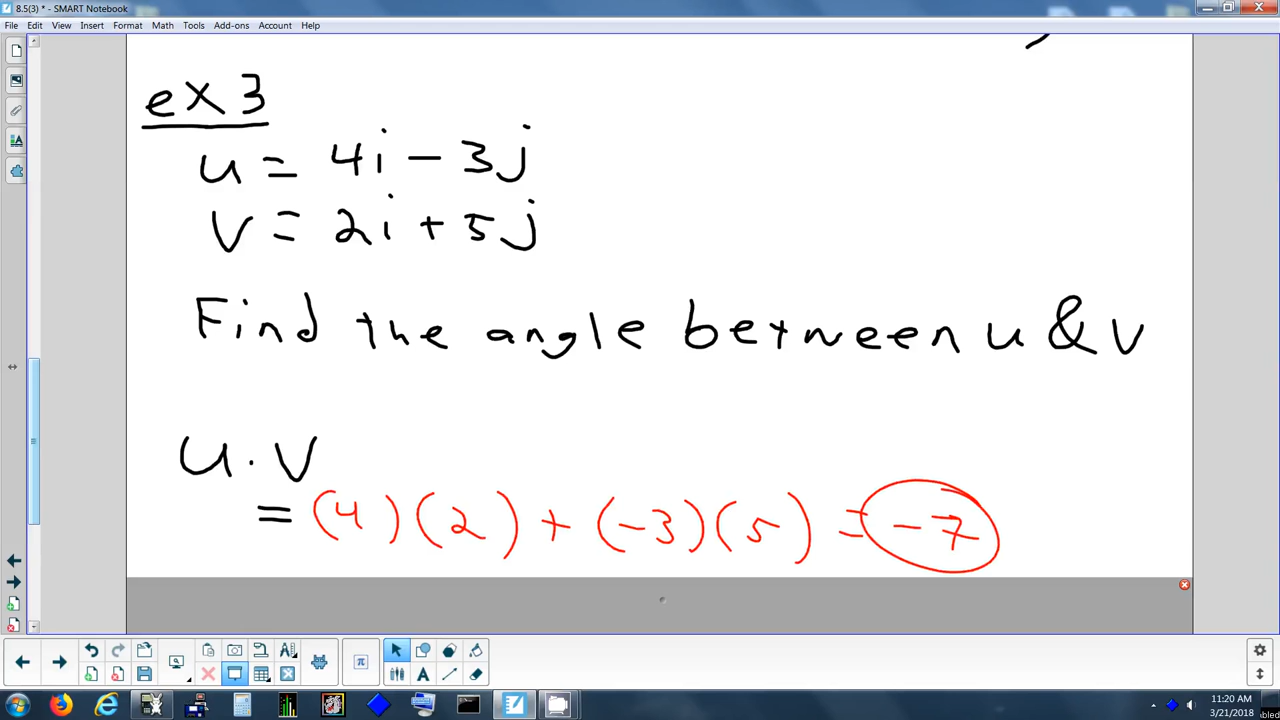 8.5(3) * - SMART Notebook
File Edit View Insert Format Math Tools Add-ons Account Help
ex 3
u = 4i - 3j
v = 2i + 5j
Find the angle between u & v
u · v
= (4)(2) + (-3)(5) = -7
11:20 AM
3/21/2018
abled